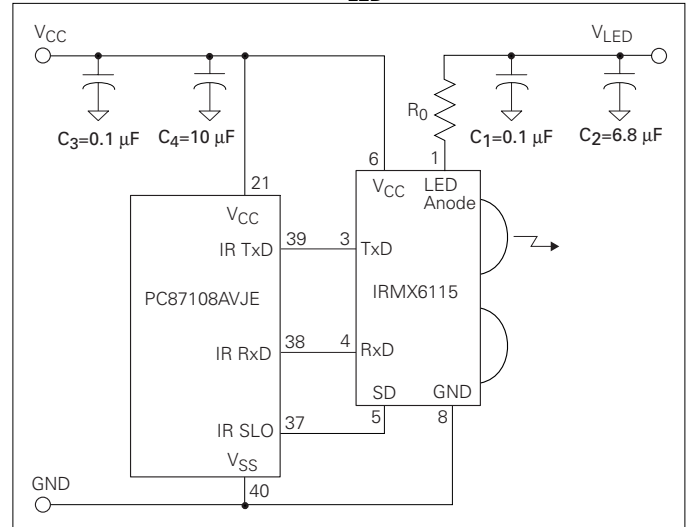 LED
VCC
VLED
R0
C3=0.1 µF
C4=10 µF
C1=0.1 µF
C2=6.8 µF
21
6
1
VCC
VCC
LED
Anode
IR TxD
39
3
TxD
PC87108AVJE
IRMX6115
IR RxD
38
4
RxD
SD
GND
IR SLO
37
5
8
VSS
GND
40